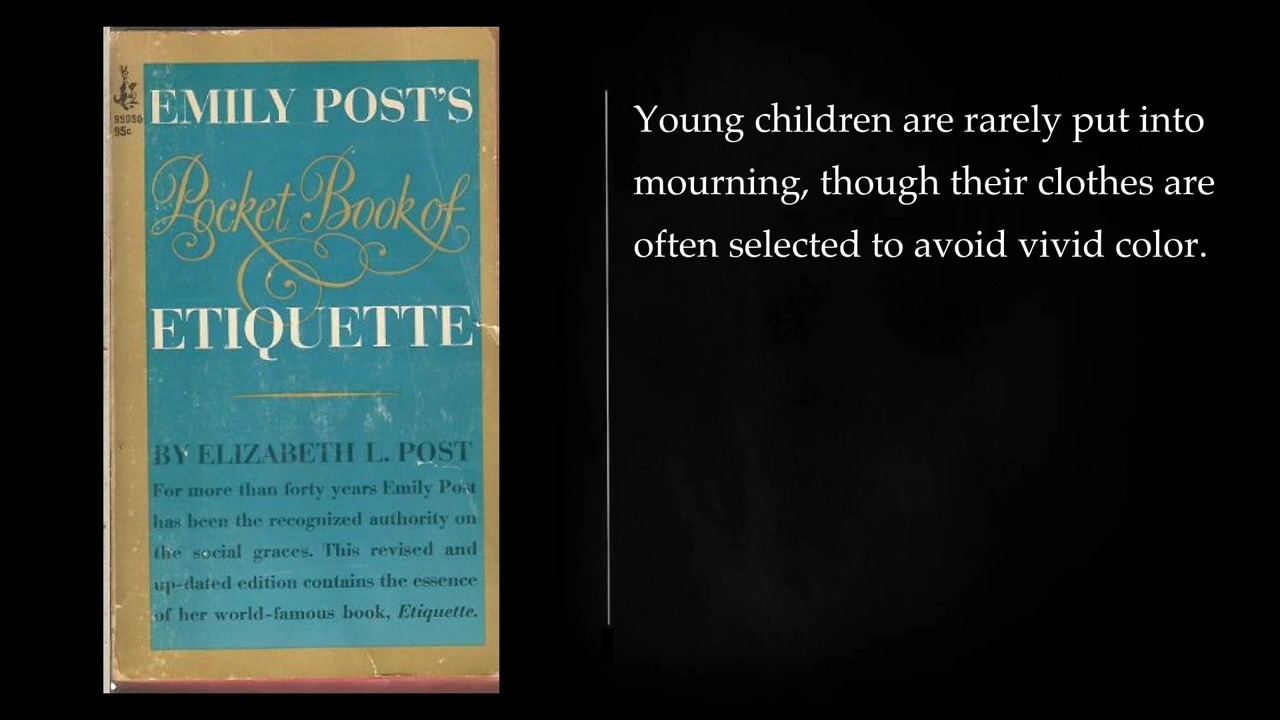 95050
95c
EMILY POST'S
Pocket Book of
ETIQUETTE
BY ELIZABETH L. POST
For more than forty years Emily Post
has been the recognized authority on
the social graces. This revised and
up-dated edition contains the essence
of her world-famous book, Etiquette.
Young children are rarely put into
mourning, though their clothes are
often selected to avoid vivid color.